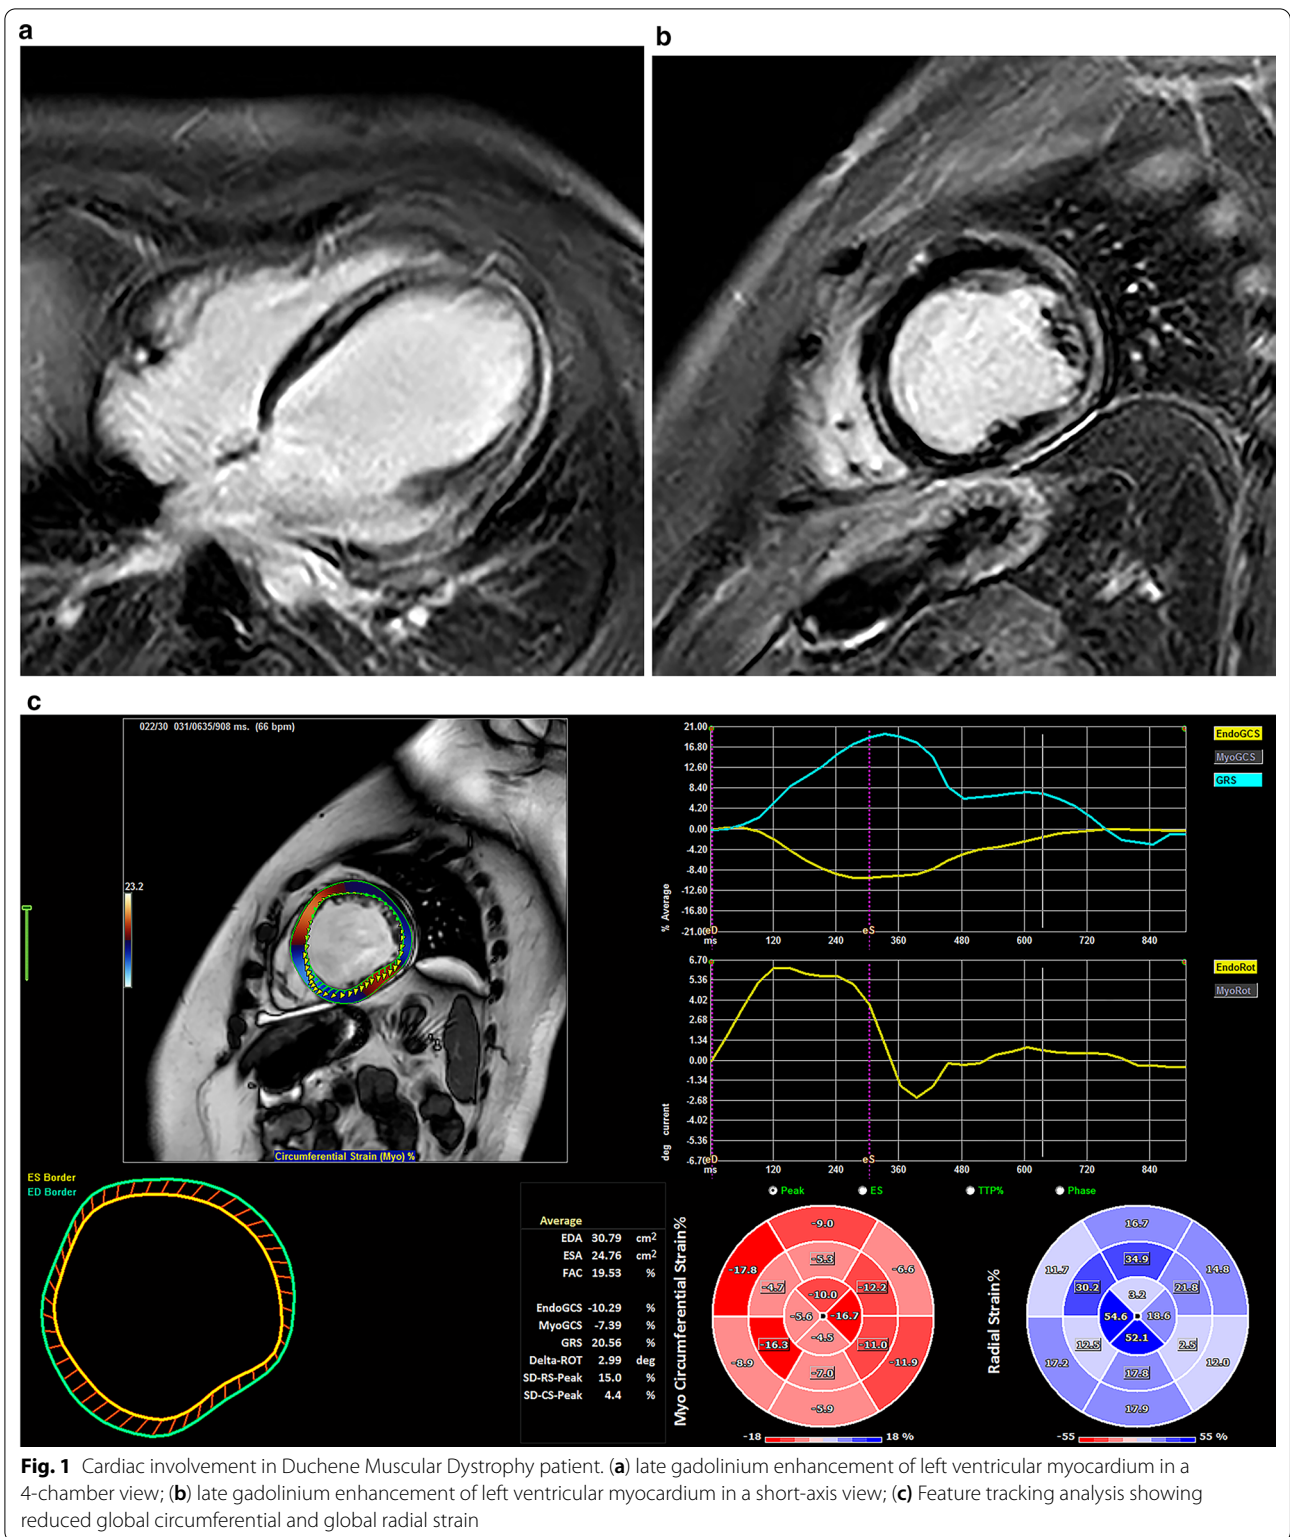 a
b
c
022/30 031/0635/908 ms. (66 bpm)
23.2
Circumferential Strain (Myo) %
21.00
16.80
12.60
8.40
4.20
0.00
-4.20
-8.40
-12.60
-16.80
-21.00
% Average
eD
eS
ms 120 240 360 480 600 720 840
EndoGCS
MyoGCS
GRS
6.70
5.36
4.02
2.68
1.34
0.00
-1.34
-2.68
-4.02
-5.36
-6.70
deg current
eD
eS
ms 120 240 360 480 600 720 840
EndoRot
MyoRot
Peak ES TTP% Phase
ES Border
ED Border
Average
EDA 30.79 cm2
ESA 24.76 cm2
FAC 19.53 %
EndoGCS -10.29 %
MyoGCS -7.39 %
GRS 20.56 %
Delta-ROT 2.99 deg
SD-RS-Peak 15.0 %
SD-CS-Peak 4.4 %
Myo Circumferential Strain%
-9.0
-17.8 -5.3 -6.6
-4.7 -10.0 -12.2
-5.6 -16.7
-16.3 -4.5 -11.0
-8.9 -7.0 -11.9
-5.9
-18 18 %
Radial Strain%
16.7
11.7 34.9 14.8
30.2 3.2 21.8
54.6 18.6
12.5 52.1 2.5
17.2 17.8 12.0
17.9
-55 55 %
Fig. 1 Cardiac involvement in Duchene Muscular Dystrophy patient. (a) late gadolinium enhancement of left ventricular myocardium in a
4-chamber view; (b) late gadolinium enhancement of left ventricular myocardium in a short-axis view; (c) Feature tracking analysis showing
reduced global circumferential and global radial strain